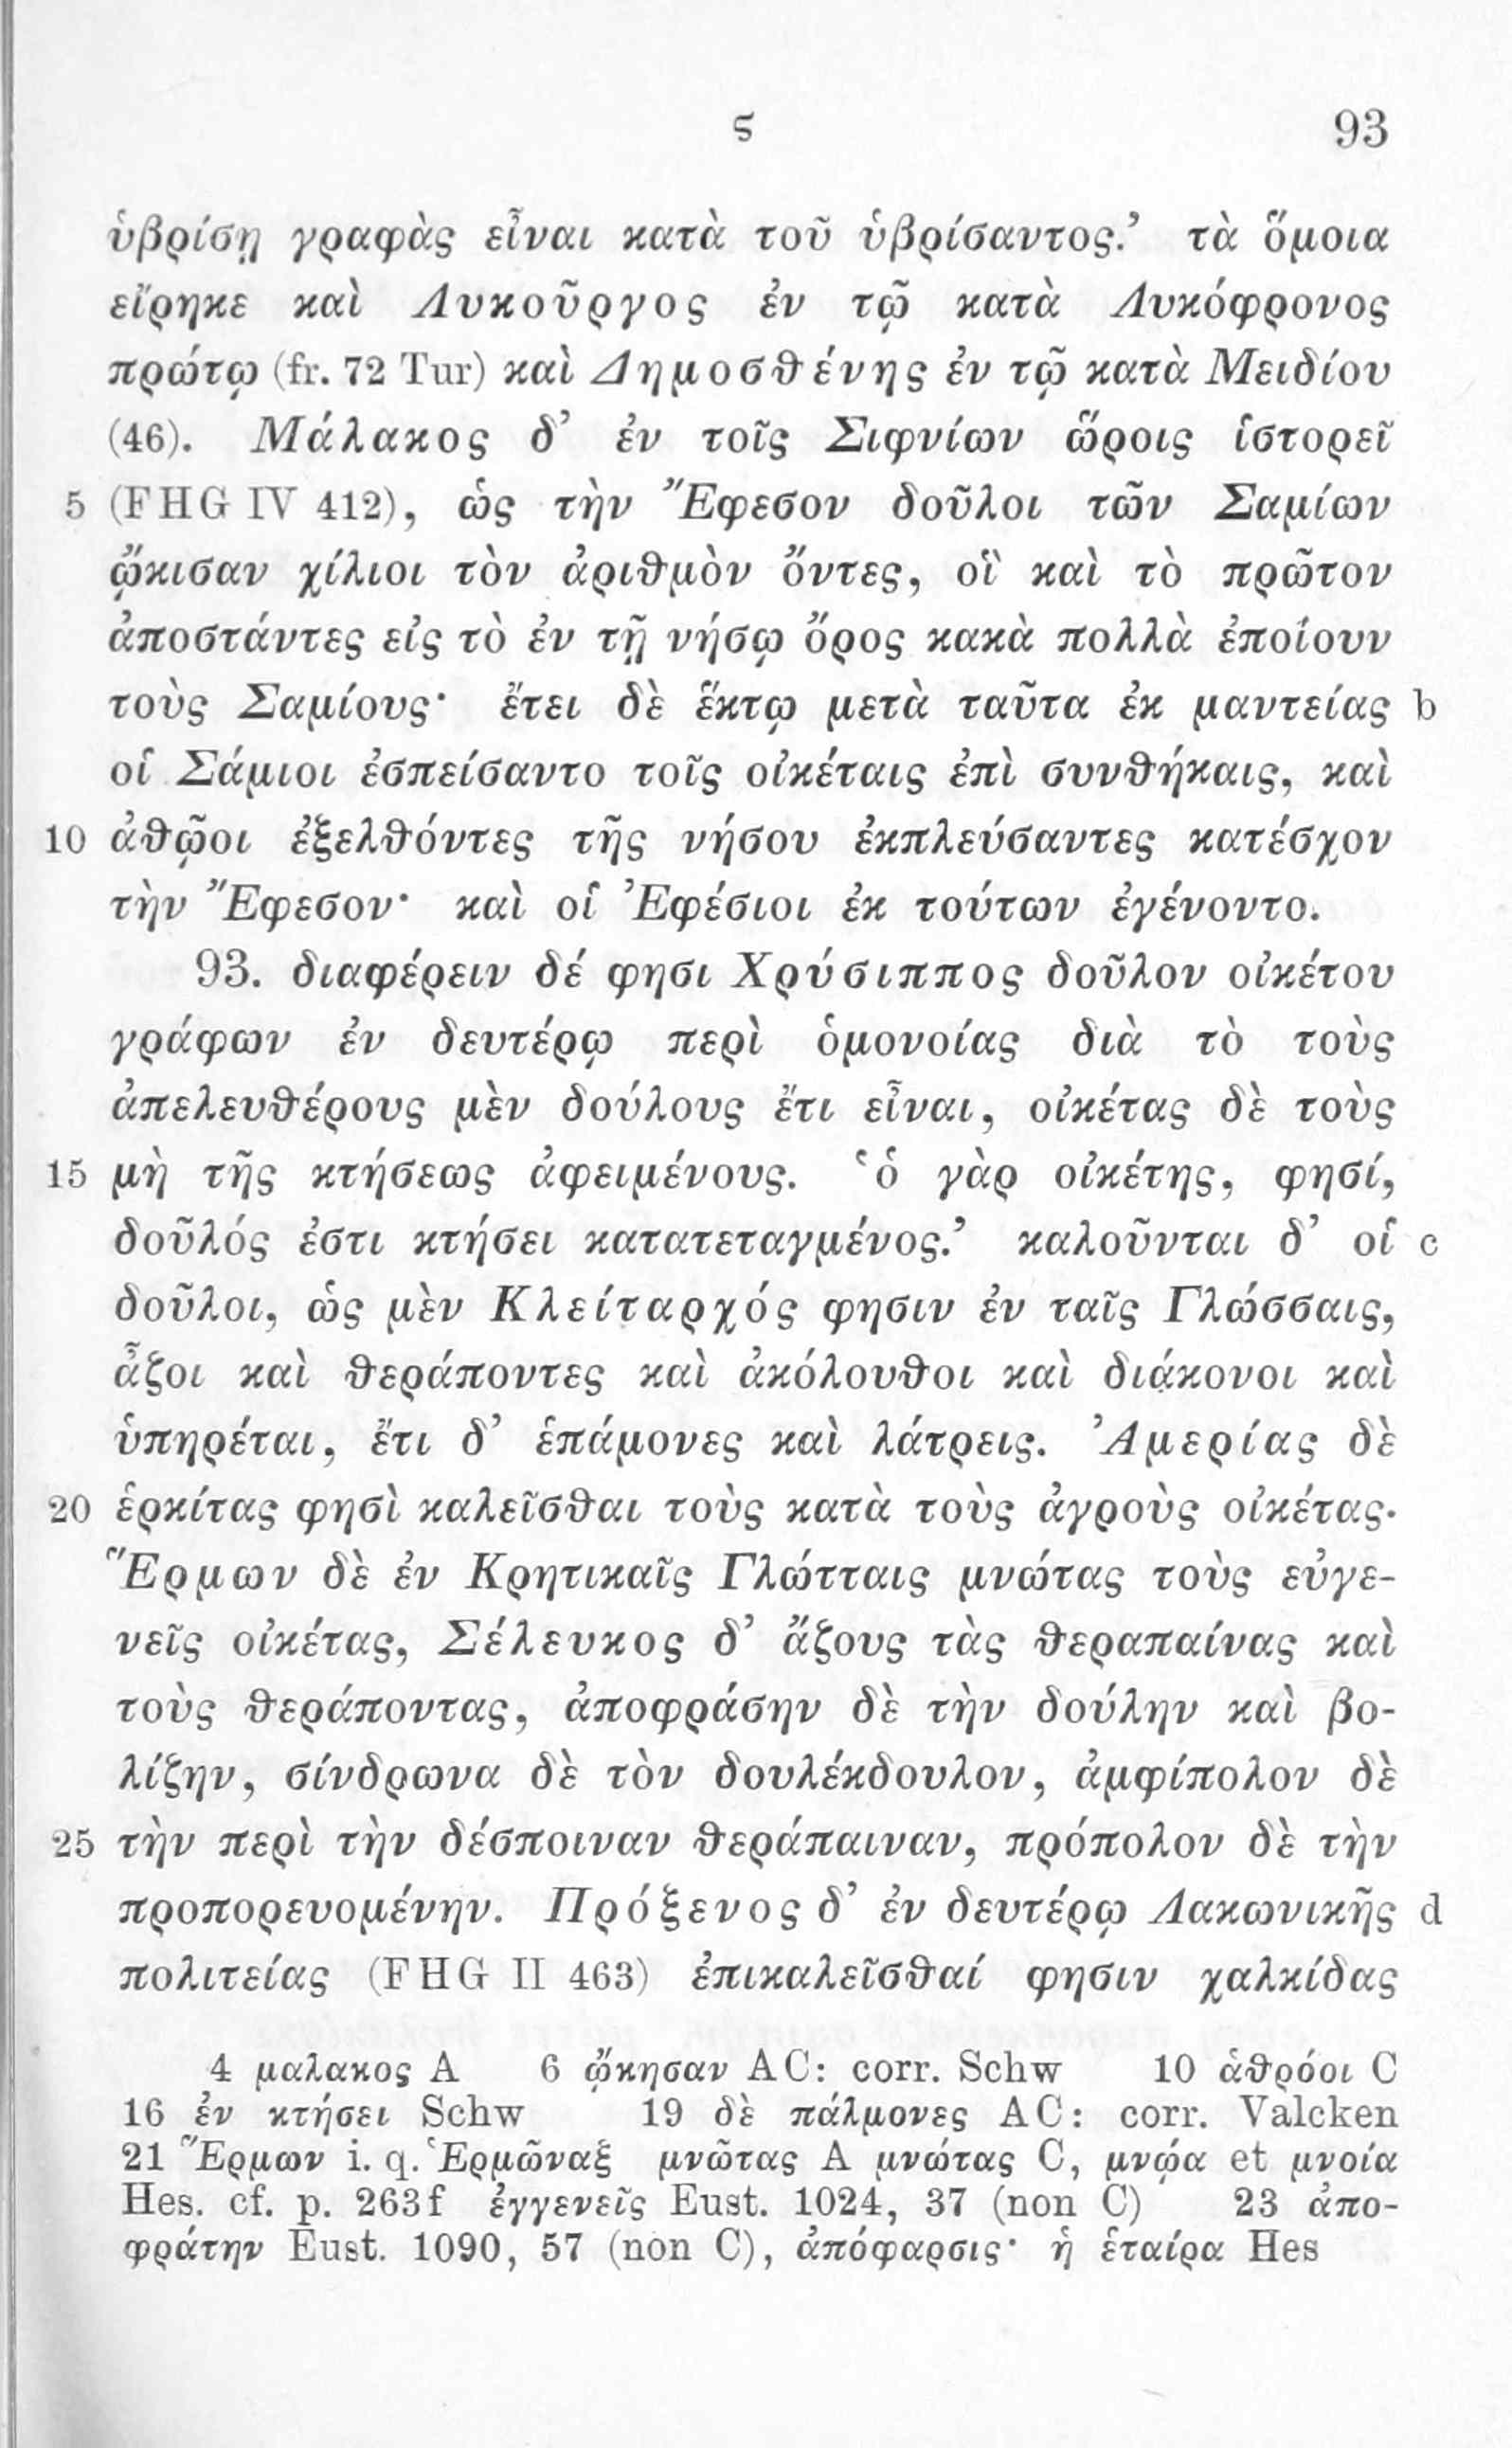 ϛ 93
ὑβρίσῃ γραφὰς εἶναι κατὰ τοῦ ὑβρίσαντος.’ τὰ ὅμοια
εἴρηκε καὶ Λυκοῦργος ἐν τῷ κατὰ Λυκόφρονος
πρώτῳ (fr. 72 Tur) καὶ Δημοσθένης ἐν τῷ κατὰ Μειδίου
(46). Μάλακος δ’ ἐν τοῖς Σιφνίων ὥροις ἱστορεῖ
5 (FHG IV 412), ὡς τὴν Ἔφεσον δοῦλοι τῶν Σαμίων
ᾤκισαν χίλιοι τὸν ἀριθμὸν ὄντες, οἳ καὶ τὸ πρῶτον
ἀποστάντες εἰς τὸ ἐν τῇ νήσῳ ὄρος κακὰ πολλὰ ἐποίουν
τοὺς Σαμίους· ἔτει δὲ ἕκτῳ μετὰ ταῦτα ἐκ μαντείας b
οἱ Σάμιοι ἐσπείσαντο τοῖς οἰκέταις ἐπὶ συνθήκαις, καὶ
10 ἀθῷοι ἐξελθόντες τῆς νήσου ἐκπλεύσαντες κατέσχον
τὴν Ἔφεσον· καὶ οἱ Ἐφέσιοι ἐκ τούτων ἐγένοντο.
93. διαφέρειν δέ φησι Χρύσιππος δοῦλον οἰκέτου
γράφων ἐν δευτέρῳ περὶ ὁμονοίας διὰ τὸ τοὺς
ἀπελευθέρους μὲν δούλους ἔτι εἶναι, οἰκέτας δὲ τοὺς
15 μὴ τῆς κτήσεως ἀφειμένους. ‘ὁ γὰρ οἰκέτης, φησί,
δοῦλός ἐστι κτήσει κατατεταγμένος.’ καλοῦνται δ’ οἱ c
δοῦλοι, ὡς μὲν Κλείταρχός φησιν ἐν ταῖς Γλώσσαις,
ἆζοι καὶ θεράποντες καὶ ἀκόλουθοι καὶ διάκονοι καὶ
ὑπηρέται, ἔτι δ’ ἑπάμονες καὶ λάτρεις. Ἀμερίας δὲ
20 ἑρκίτας φησὶ καλεῖσθαι τοὺς κατὰ τοὺς ἀγροὺς οἰκέτας·
Ἕρμων δὲ ἐν Κρητικαῖς Γλώτταις μνώτας τοὺς εὐγε-
νεῖς οἰκέτας, Σέλευκος δ’ ἄζους τὰς θεραπαίνας καὶ
τοὺς θεράποντας, ἀποφράσην δὲ τὴν δούλην καὶ βο-
λίζην, σίνδρωνα δὲ τὸν δουλέκδουλον, ἀμφίπολον δὲ
25 τὴν περὶ τὴν δέσποιναν θεράπαιναν, πρόπολον δὲ τὴν
προπορευομένην. Πρόξενος δ’ ἐν δευτέρῳ Λακωνικῆς d
πολιτείας (FHG II 463) ἐπικαλεῖσθαί φησιν χαλκίδας
4 μαλακος A 6 ᾤκησαν AC: corr. Schw 10 ἀθρόοι C
16 ἐν κτήσει Schw 19 δὲ πάλμονες AC: corr. Valcken
21 Ἕρμων i. q. Ἑρμῶναξ μνῶτας A μνώτας C, μνῴα et μνοία
Hes. cf. p. 263f ἐγγενεῖς Eust. 1024, 37 (non C) 23 ἀπο-
φράτην Eust. 1090, 57 (non C), ἀπόφαρσις· ἡ ἑταίρα Hes